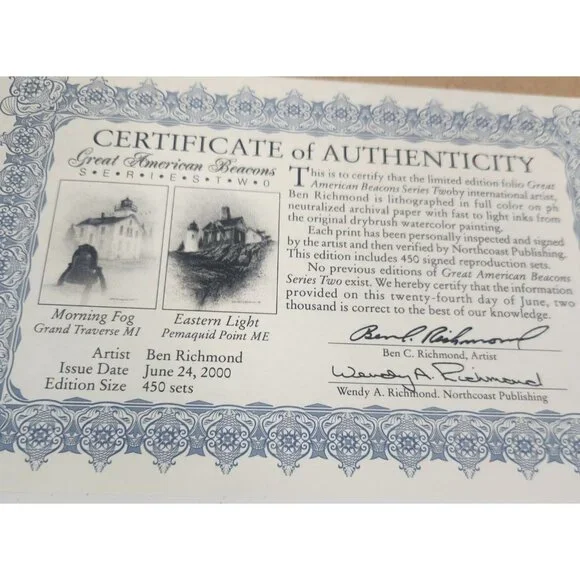 CERTIFICATE of AUTHENTICITY
Great American Beacons
S·E·R·I·E·S T·W·O
Morning Fog
Grand Traverse MI
Eastern Light
Pemaquid Point ME
Artist Ben Richmond
Issue Date June 24, 2000
Edition Size 450 sets
This is to certify that the limited edition folio Great
American Beacons Series Twoby international artist,
Ben Richmond is lithographed in full color on ph
neutralized archival paper with fast to light inks from
the original drybrush watercolor painting.
Each print has been personally inspected and signed
by the artist and then verified by Northcoast Publishing.
This edition includes 450 signed reproduction sets.
No previous editions of Great American Beacons
Series Two exist. We hereby certify that the information
provided on this twenty-fourth day of June, two
thousand is correct to the best of our knowledge.
Ben C. Richmond
Ben C. Richmond, Artist
Wendy A. Richmond
Wendy A. Richmond. Northcoast Publishing